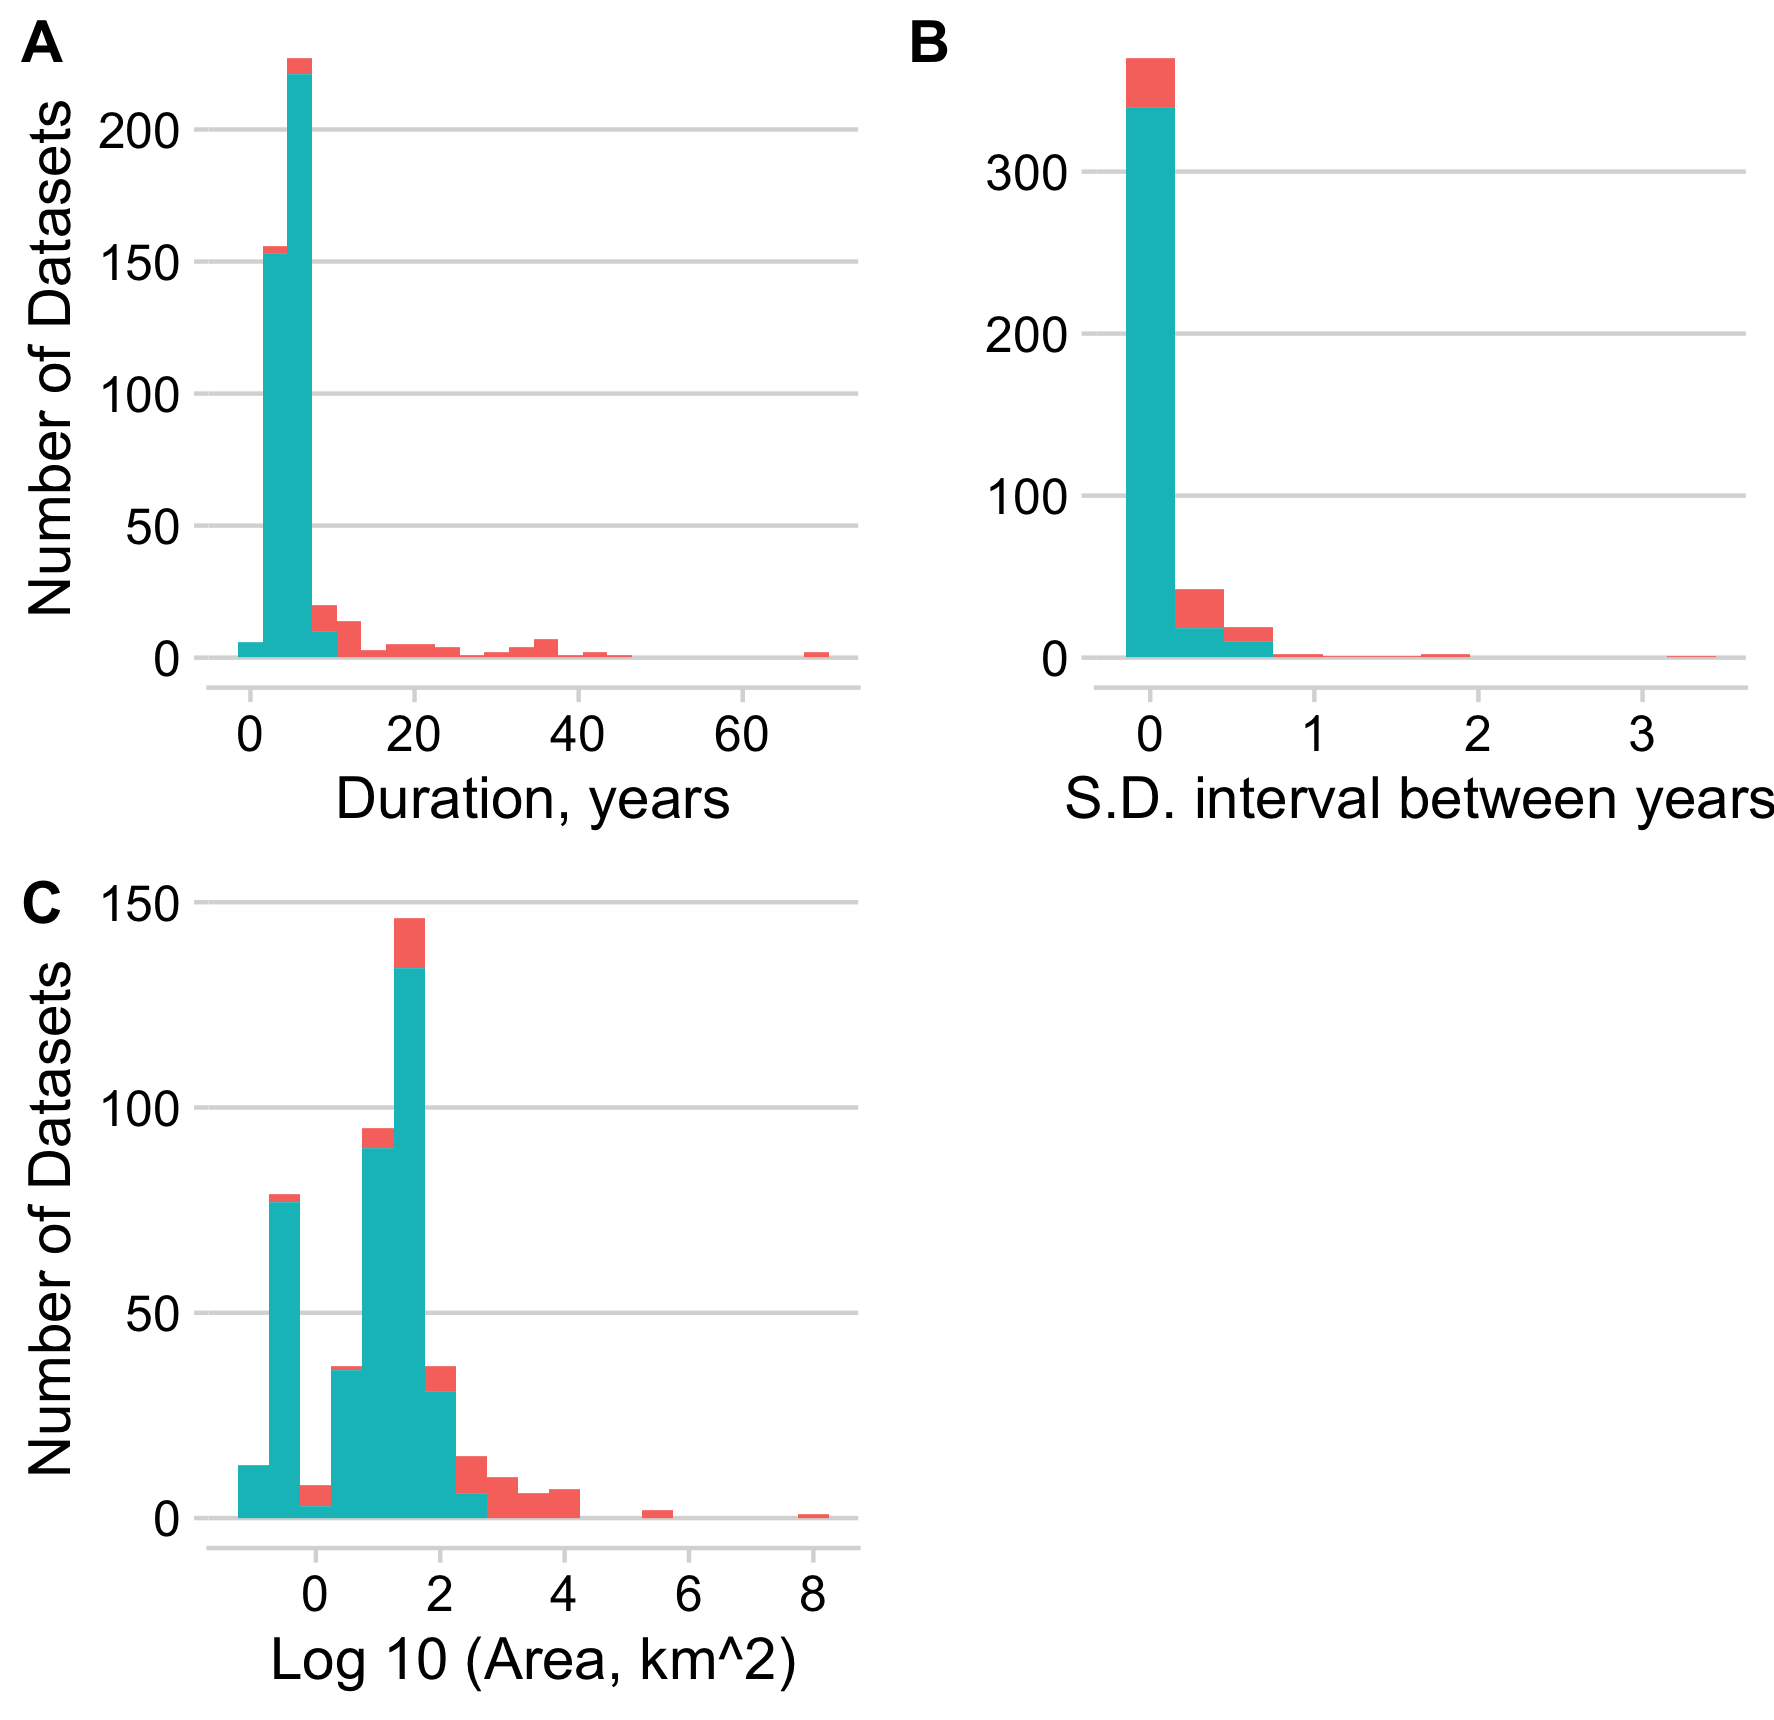 A
Number of Datasets
200
150
100
50
0
0 20 40 60
Duration, years
B
300
200
100
0
0 1 2 3
S.D. interval between years
C
Number of Datasets
150
100
50
0
0 2 4 6 8
Log 10 (Area, km^2)